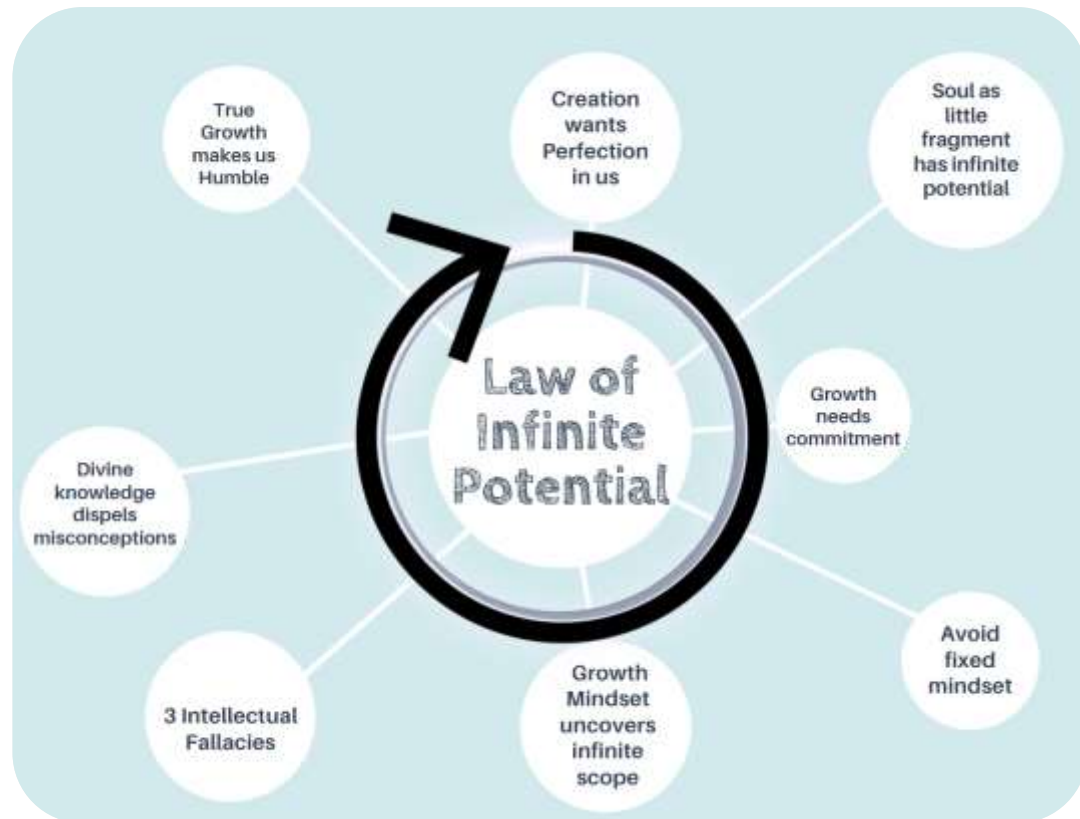 Law of
Infinite
Potential
Creation
wants
Perfection
in us
Soul as
little
fragment
has infinite
potential
Growth
needs
commitment
Avoid
fixed
mindset
Growth
Mindset
uncovers
infinite
scope
3 Intellectual
Fallacies
Divine
knowledge
dispels
misconceptions
True
Growth
makes us
Humble